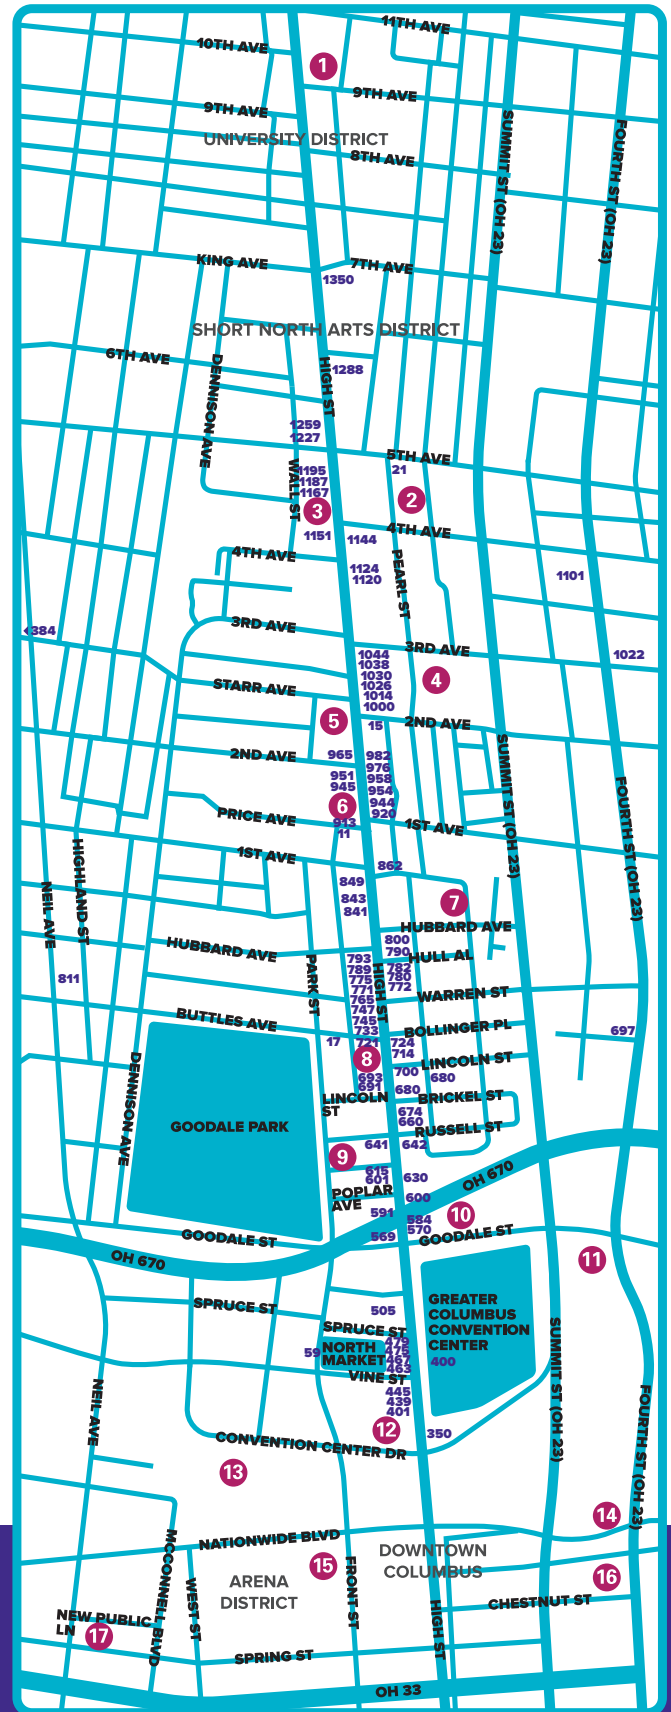 11TH AVE
10TH AVE
1
9TH AVE
9TH AVE
SUMMIT ST (OH 23)
FOURTH ST (OH 23)
UNIVERSITY DISTRICT
8TH AVE
KING AVE
7TH AVE
1350
SHORT NORTH ARTS DISTRICT
6TH AVE
DENNISON AVE
HIGH ST
1288
1259
1227
5TH AVE
21
WALL ST
1195
1187
1167
2
3
1151
1144
4TH AVE
4TH AVE
PEARL ST
1124
1120
1101
384
3RD AVE
3RD AVE
1022
1044
1038
1030
1026
1014
1000
4
STARR AVE
5
15
2ND AVE
2ND AVE
965
982
976
951
958
945
954
944
920
6
SUMMIT ST (OH 23)
FOURTH ST (OH 23)
PRICE AVE
913
11
1ST AVE
1ST AVE
862
849
843
841
7
HIGHLAND ST
NEIL AVE
HUBBARD AVE
HUBBARD AVE
800
790
HULL AL
793
789
775
771
765
747
745
733
721
782
780
772
HIGH ST
PARK ST
811
WARREN ST
BUTTLES AVE
BOLLINGER PL
697
17
724
714
8
LINCOLN ST
700
680
693
691
680
LINCOLN
ST
BRICKEL ST
DENNISON AVE
GOODALE PARK
674
660
RUSSELL ST
641
642
9
615
601
630
OH 670
POPLAR
AVE
600
591
584
570
10
569
GOODALE ST
GOODALE ST
OH 670
11
SPRUCE ST
505
GREATER
COLUMBUS
CONVENTION
CENTER
400
SPRUCE ST
59
NORTH
MARKET
479
475
467
463
VINE ST
445
439
401
SUMMIT ST (OH 23)
NEIL AVE
12
350
FOURTH ST (OH 23)
CONVENTION CENTER DR
13
14
NATIONWIDE BLVD
MCCONNELL BLVD
15
DOWNTOWN
COLUMBUS
ARENA
DISTRICT
WEST ST
FRONT ST
16
CHESTNUT ST
HIGH ST
NEW PUBLIC
LN
17
SPRING ST
OH 33